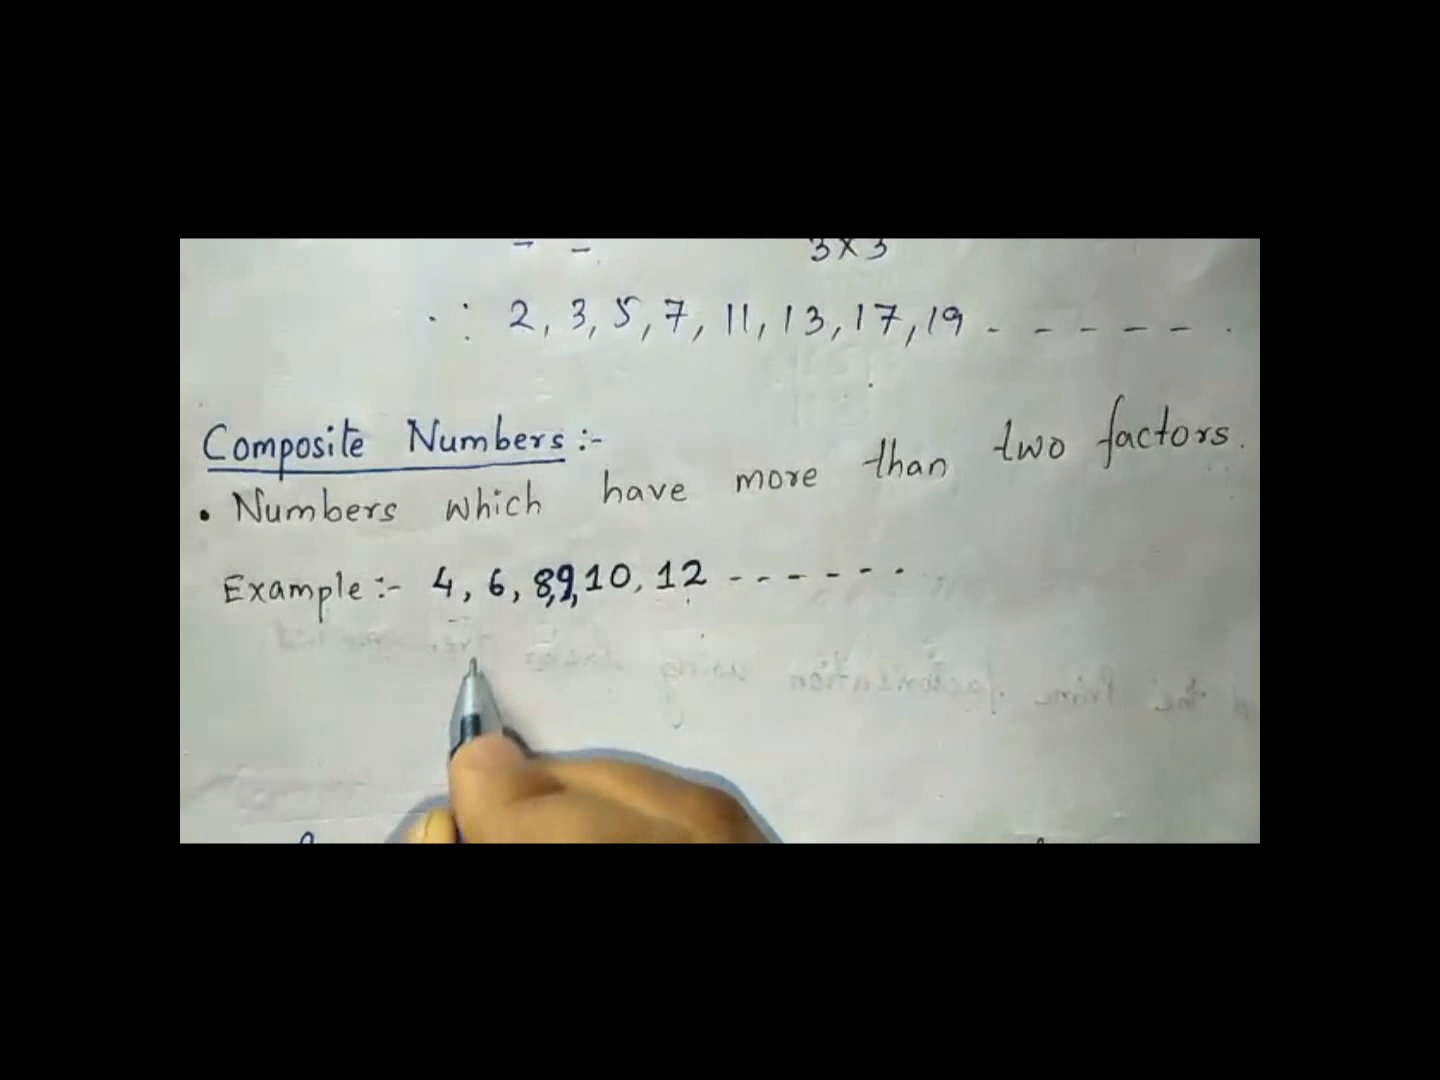 3×3
∴ 2, 3, 5, 7, 11, 13, 17, 19 . - - - - - .
Composite Numbers :-
• Numbers which have more than two factors.
Example :- 4, 6, 8, 9, 10, 12 - - - - - - -